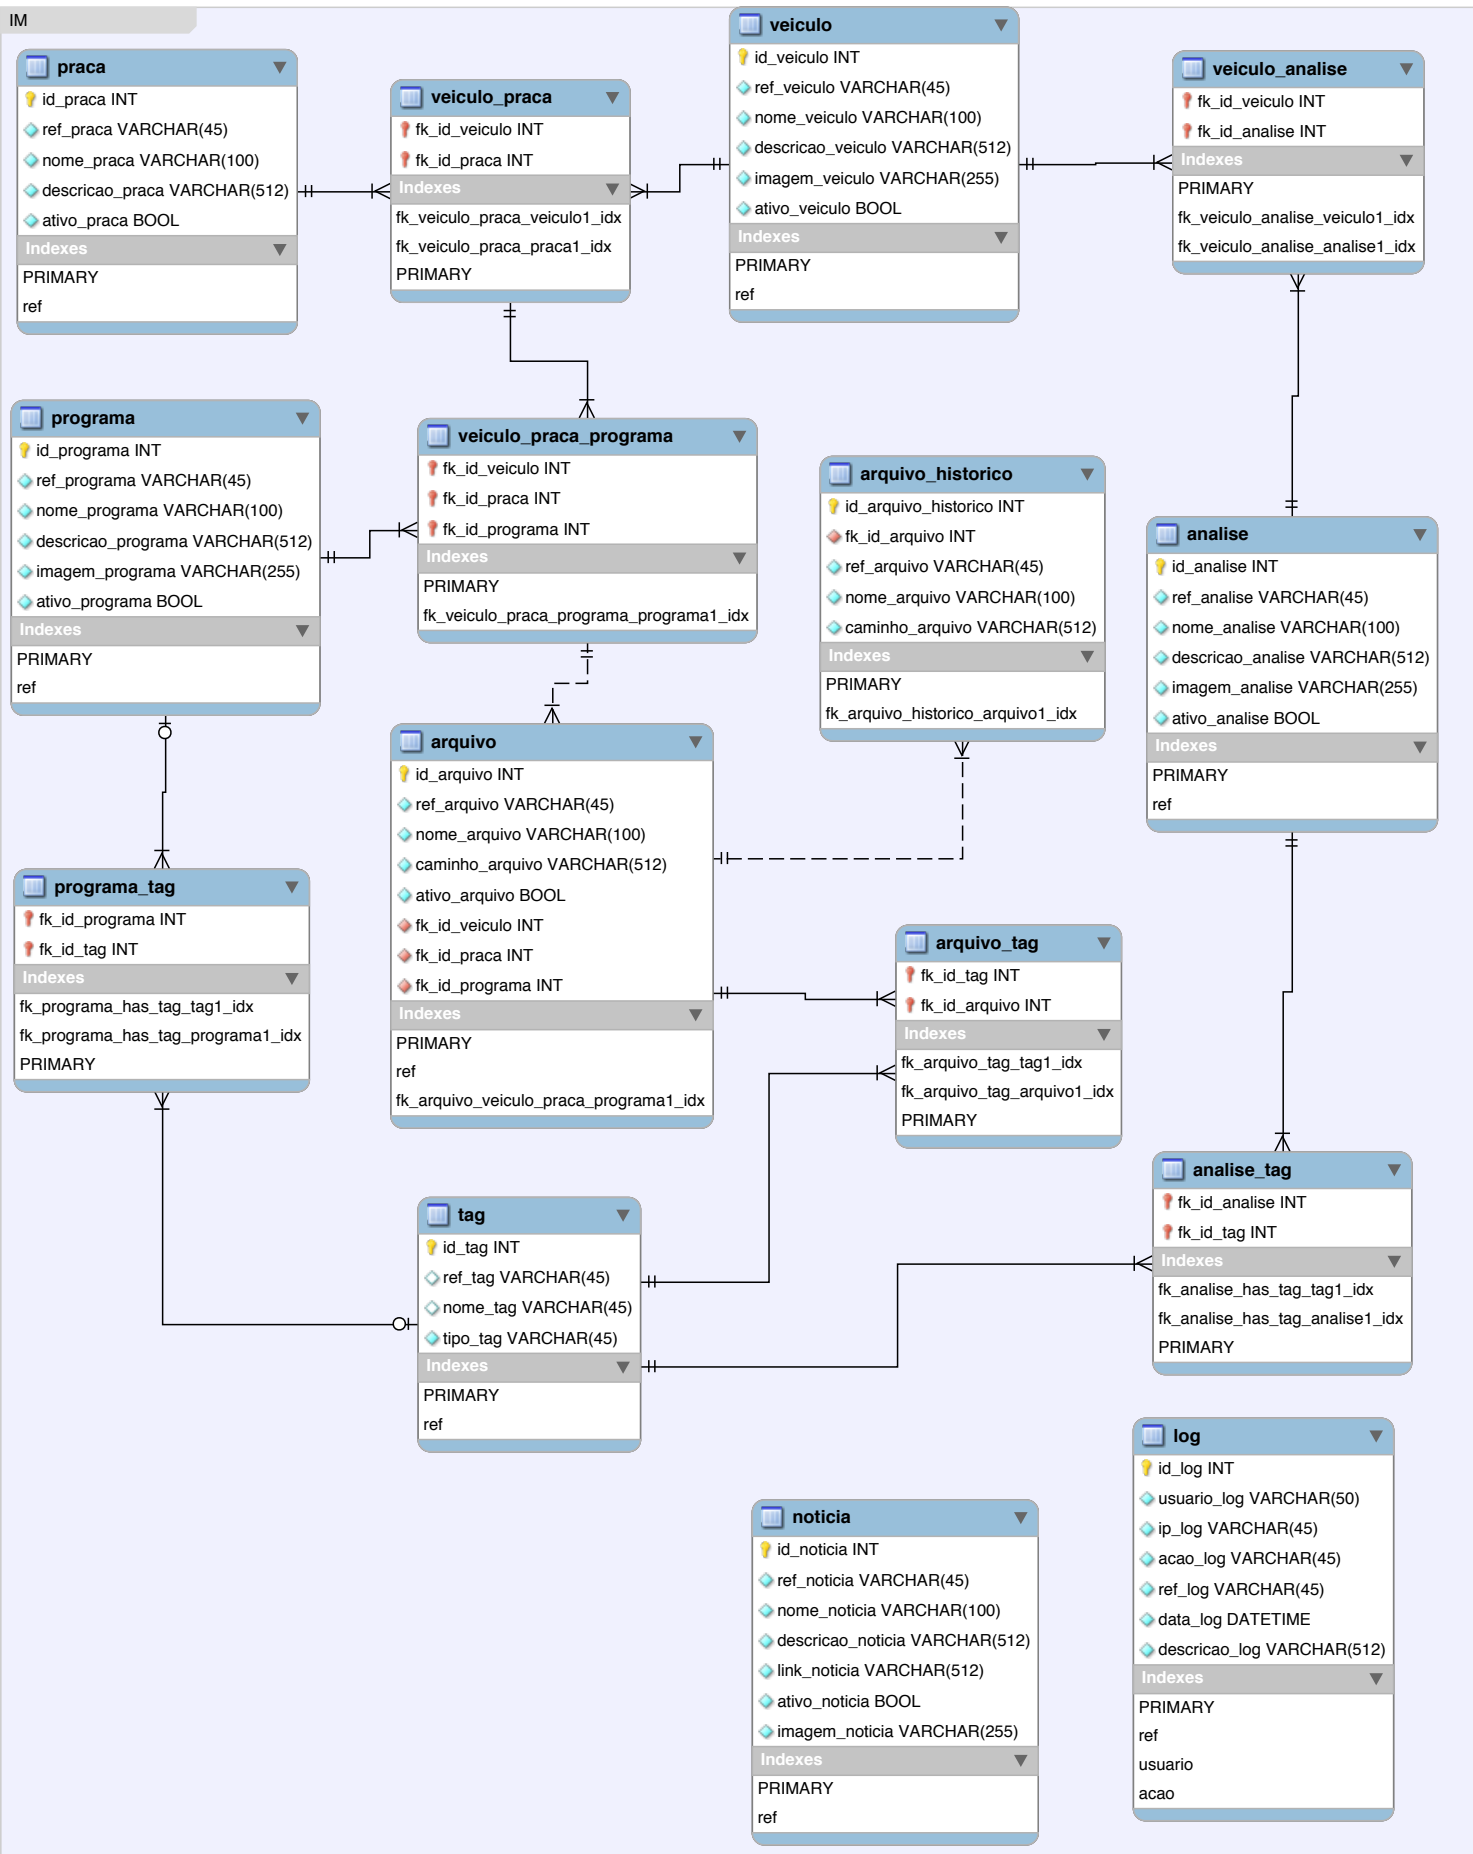 IM
praca
id_praca INT
ref_praca VARCHAR(45)
nome_praca VARCHAR(100)
descricao_praca VARCHAR(512)
ativo_praca BOOL
Indexes
PRIMARY
ref
veiculo_praca
fk_id_veiculo INT
fk_id_praca INT
Indexes
fk_veiculo_praca_veiculo1_idx
fk_veiculo_praca_praca1_idx
PRIMARY
veiculo
id_veiculo INT
ref_veiculo VARCHAR(45)
nome_veiculo VARCHAR(100)
descricao_veiculo VARCHAR(512)
imagem_veiculo VARCHAR(255)
ativo_veiculo BOOL
Indexes
PRIMARY
ref
veiculo_analise
fk_id_veiculo INT
fk_id_analise INT
Indexes
PRIMARY
fk_veiculo_analise_veiculo1_idx
fk_veiculo_analise_analise1_idx
programa
id_programa INT
ref_programa VARCHAR(45)
nome_programa VARCHAR(100)
descricao_programa VARCHAR(512)
imagem_programa VARCHAR(255)
ativo_programa BOOL
Indexes
PRIMARY
ref
veiculo_praca_programa
fk_id_veiculo INT
fk_id_praca INT
fk_id_programa INT
Indexes
PRIMARY
fk_veiculo_praca_programa_programa1_idx
arquivo_historico
id_arquivo_historico INT
fk_id_arquivo INT
ref_arquivo VARCHAR(45)
nome_arquivo VARCHAR(100)
caminho_arquivo VARCHAR(512)
Indexes
PRIMARY
fk_arquivo_historico_arquivo1_idx
analise
id_analise INT
ref_analise VARCHAR(45)
nome_analise VARCHAR(100)
descricao_analise VARCHAR(512)
imagem_analise VARCHAR(255)
ativo_analise BOOL
Indexes
PRIMARY
ref
arquivo
id_arquivo INT
ref_arquivo VARCHAR(45)
nome_arquivo VARCHAR(100)
caminho_arquivo VARCHAR(512)
ativo_arquivo BOOL
fk_id_veiculo INT
fk_id_praca INT
fk_id_programa INT
Indexes
PRIMARY
ref
fk_arquivo_veiculo_praca_programa1_idx
programa_tag
fk_id_programa INT
fk_id_tag INT
Indexes
fk_programa_has_tag_tag1_idx
fk_programa_has_tag_programa1_idx
PRIMARY
arquivo_tag
fk_id_tag INT
fk_id_arquivo INT
Indexes
fk_arquivo_tag_tag1_idx
fk_arquivo_tag_arquivo1_idx
PRIMARY
analise_tag
fk_id_analise INT
fk_id_tag INT
Indexes
fk_analise_has_tag_tag1_idx
fk_analise_has_tag_analise1_idx
PRIMARY
tag
id_tag INT
ref_tag VARCHAR(45)
nome_tag VARCHAR(45)
tipo_tag VARCHAR(45)
Indexes
PRIMARY
ref
noticia
id_noticia INT
ref_noticia VARCHAR(45)
nome_noticia VARCHAR(100)
descricao_noticia VARCHAR(512)
link_noticia VARCHAR(512)
ativo_noticia BOOL
imagem_noticia VARCHAR(255)
Indexes
PRIMARY
ref
log
id_log INT
usuario_log VARCHAR(50)
ip_log VARCHAR(45)
acao_log VARCHAR(45)
ref_log VARCHAR(45)
data_log DATETIME
descricao_log VARCHAR(512)
Indexes
PRIMARY
ref
usuario
acao